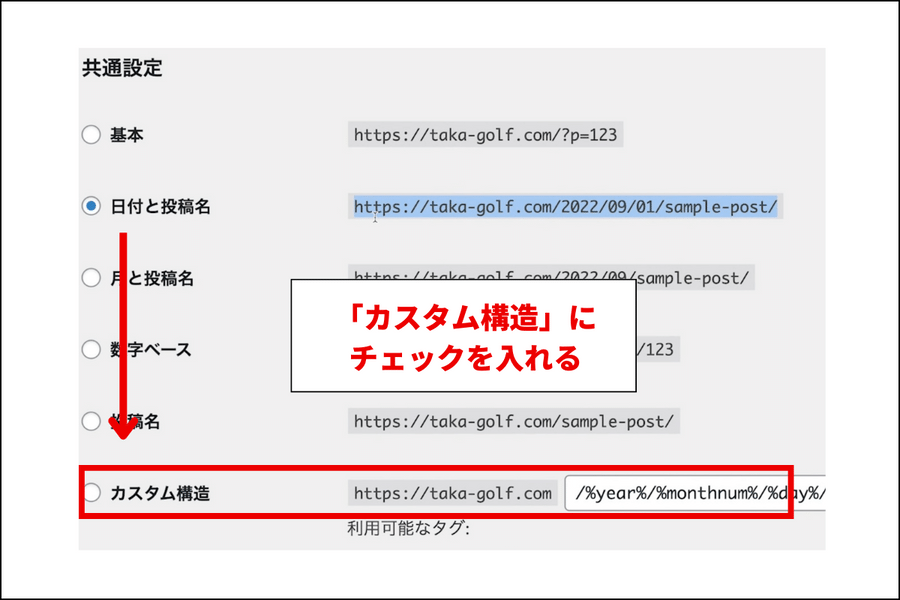 共通設定
基本 https://taka-golf.com/?p=123
日付と投稿名 https://taka-golf.com/2022/09/01/sample-post/
月と投稿名 https://taka-golf.com/2022/09/sample-post/
「カスタム構造」に
チェックを入れる
数字ベース /123
投稿名 https://taka-golf.com/sample-post/
カスタム構造 https://taka-golf.com /%year%/%monthnum%/%day%/
利用可能なタグ: